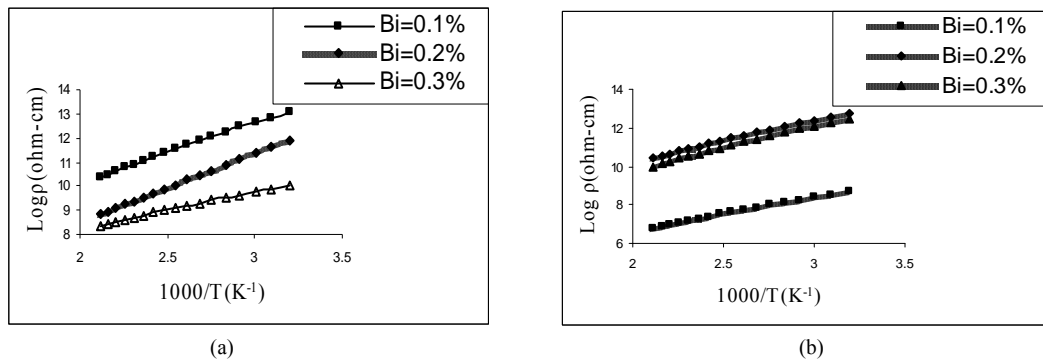 Bi=0.1%
Bi=0.2%
Bi=0.3%
14
13
12
11
10
9
8
2
2.5
3
3.5
Logρ(ohm-cm)
1000/T(K⁻¹)
(a)
Bi=0.1%
Bi=0.2%
Bi=0.3%
14
12
10
8
6
2
2.5
3
3.5
Log ρ(ohm-cm)
1000/T(K⁻¹)
(b)